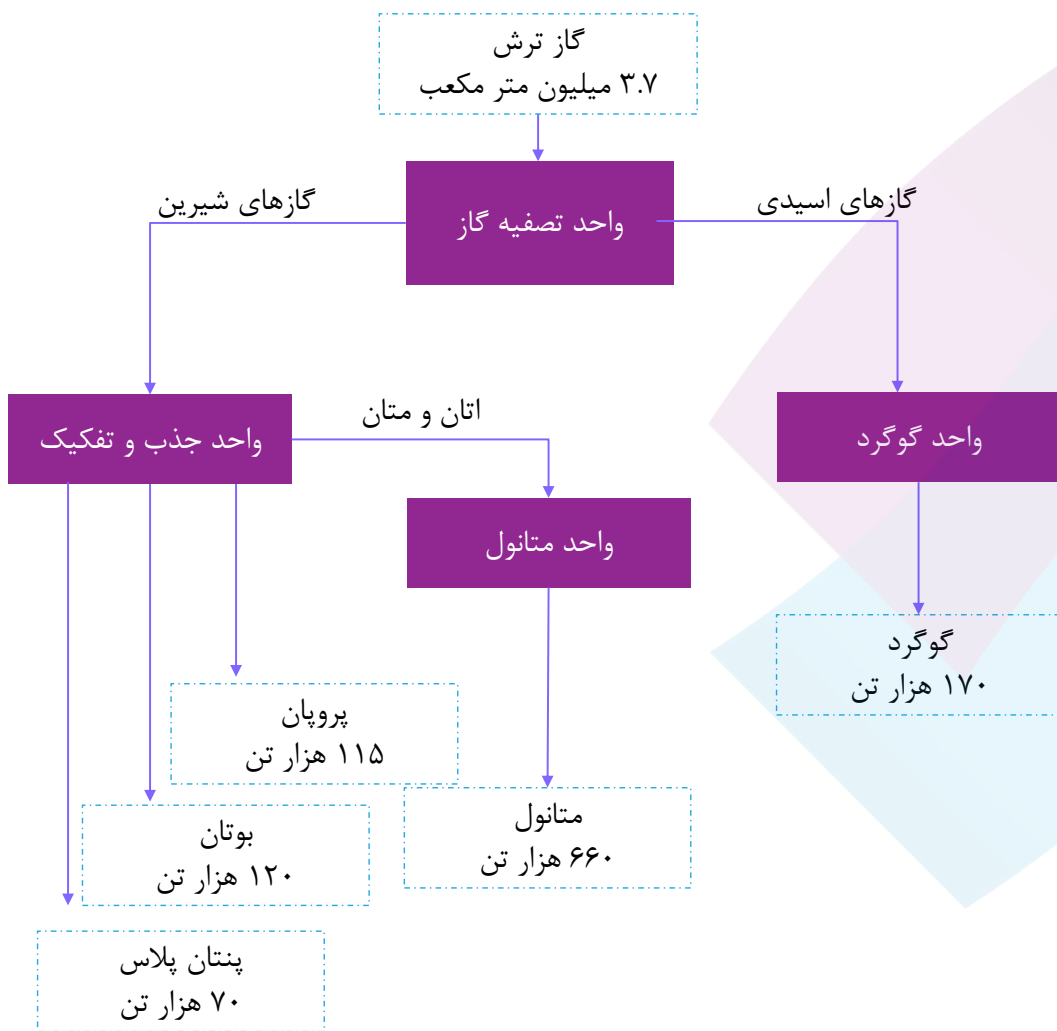 گاز ترش
۳.۷ میلیون متر مکعب
گازهای اسیدی
گازهای شیرین
واحد تصفیه گاز
واحد گوگرد
اتان و متان
واحد جذب و تفکیک
واحد متانول
گوگرد
۱۷۰ هزار تن
پروپان
۱۱۵ هزار تن
متانول
۶۶۰ هزار تن
بوتان
۱۲۰ هزار تن
پنتان پلاس
۷۰ هزار تن